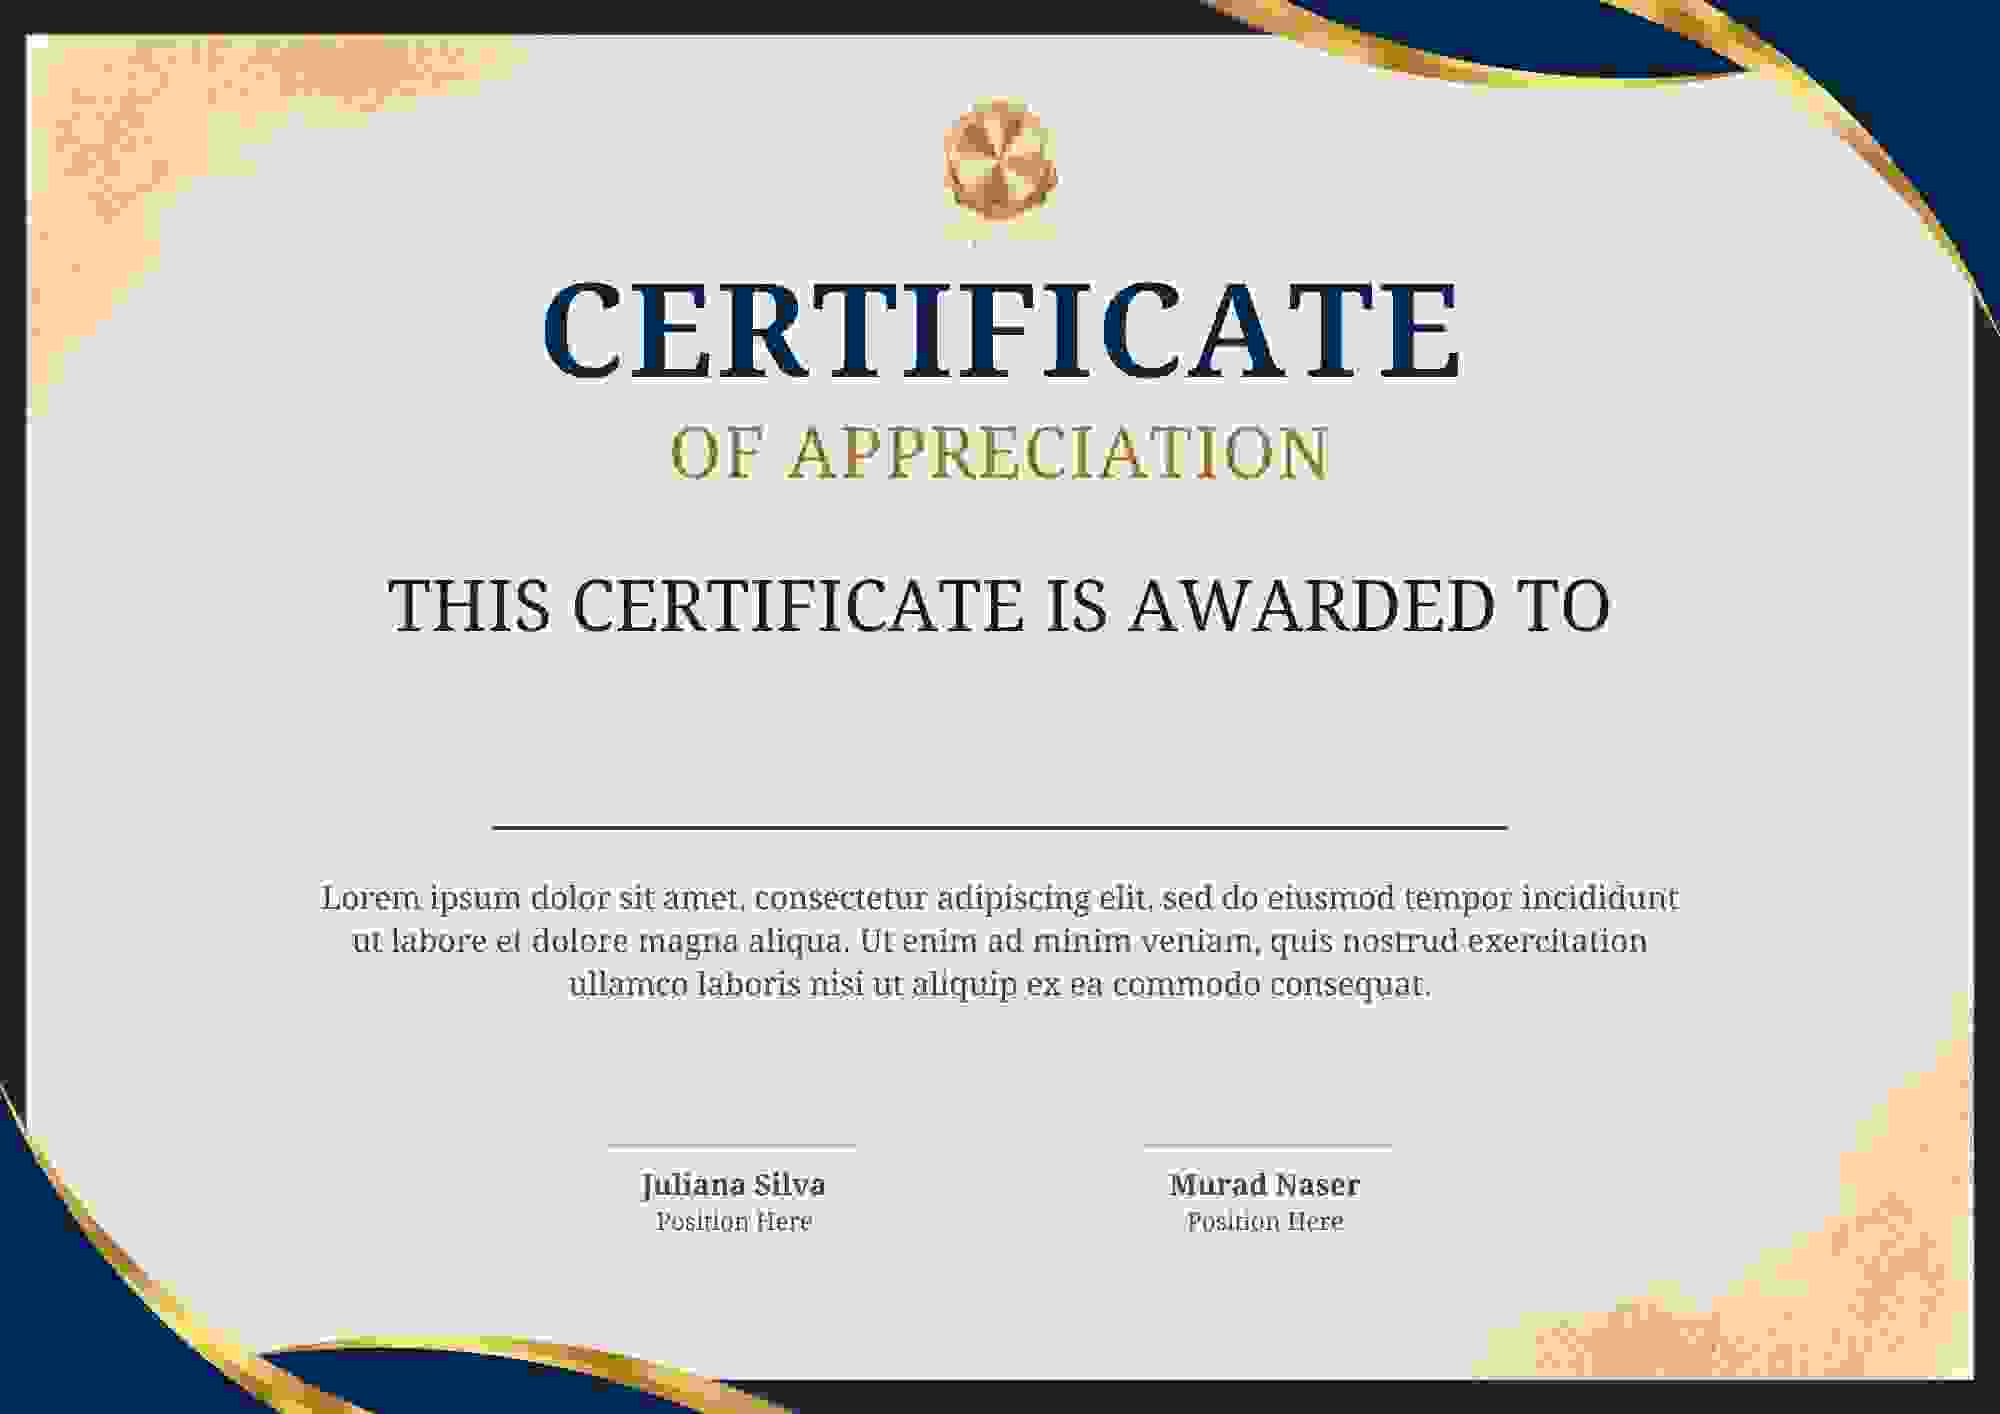 CERTIFICATE
OF APPRECIATION
THIS CERTIFICATE IS AWARDED TO
Lorem ipsum dolor sit amet, consectetur adipiscing elit, sed do eiusmod tempor incididunt
ut labore et dolore magna aliqua. Ut enim ad minim veniam, quis nostrud exercitation
ullamco laboris nisi ut aliquip ex ea commodo consequat.
Juliana Silva
Position Here
Murad Naser
Position Here